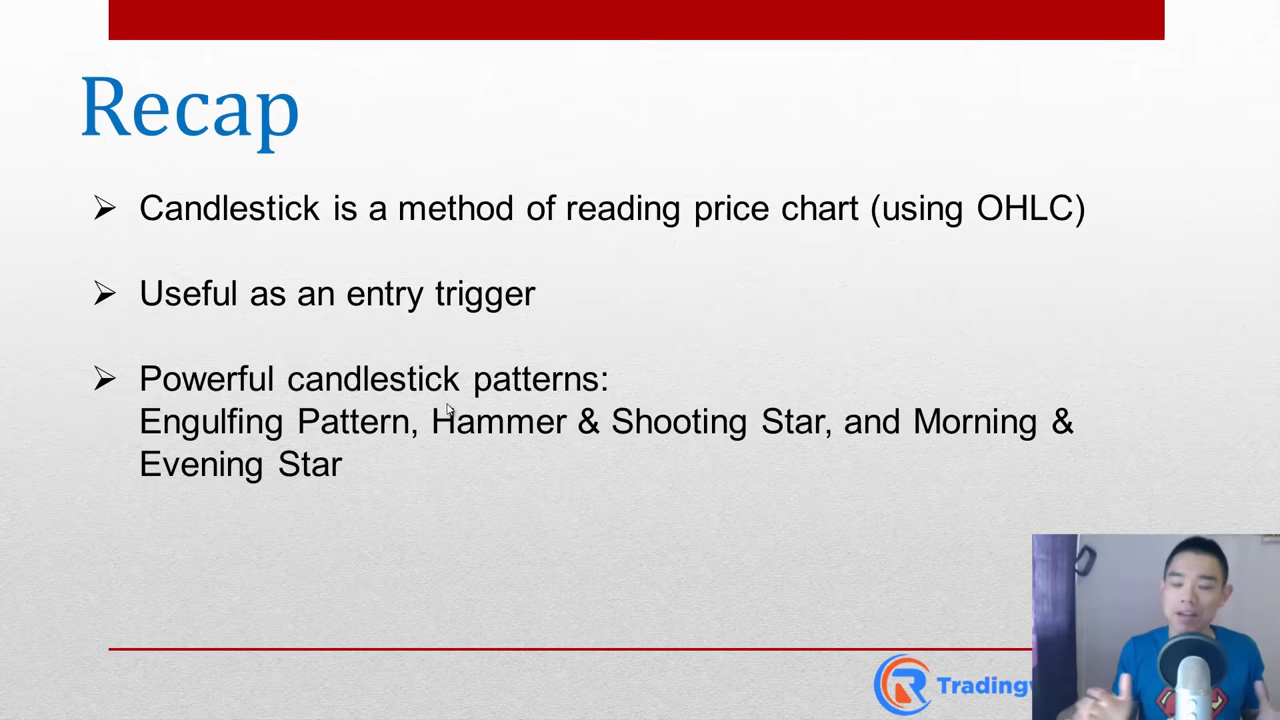 Recap
➢ Candlestick is a method of reading price chart (using OHLC)
➢ Useful as an entry trigger
➢ Powerful candlestick patterns:
Engulfing Pattern, Hammer & Shooting Star, and Morning &
Evening Star